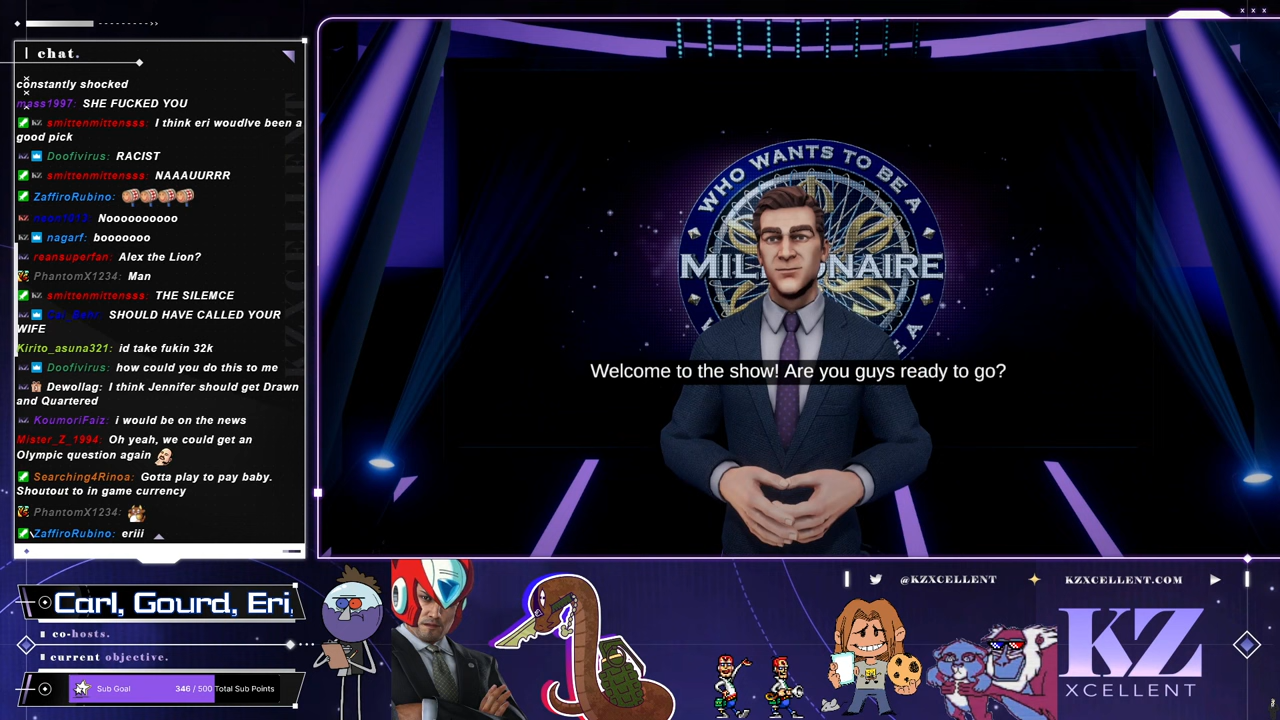 chat.
constantly shocked
mass1997: SHE FUCKED YOU
smittenmittensss: I think eri woudlve been a
good pick
Doofivirus: RACIST
smittenmittensss: NAAAUURRR
ZaffiroRubino:
Noooooooooo
nagarf: booooooo
reansuperfan: Alex the Lion?
PhantomX1234: Man
smittenmittensss: THE SILEMCE
SHOULD HAVE CALLED YOUR
WIFE
Kirito_asuna321: id take fukin 32k
Doofivirus: how could you do this to me
Dewollag: I think Jennifer should get Drawn
and Quartered
KoumoriFaiz: i would be on the news
Mister_Z_1994: Oh yeah, we could get an
Olympic question again
Searching4Rinoa: Gotta play to pay baby.
Shoutout to in game currency
PhantomX1234:
ZaffiroRubino: eriii
WHO WANTS TO BE A
MILLIONAIRE
Welcome to the show! Are you guys ready to go?
Carl, Gourd, Eri,
co-hosts.
current objective.
Sub Goal 346 / 500 Total Sub Points
@KZXCELLENT
KZXCELLENT.COM
KZ
XCELLENT